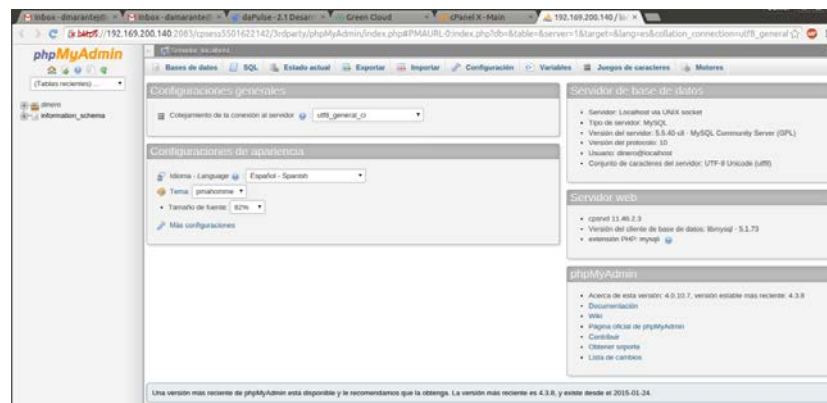 Inbox - dmarantej@
Inbox - damarante@
daPulse - 2.1 Desarr
Green Cloud
cPanel X - Main
192.169.200.140 /
https://192.169.200.140:2083/cpsess5501622142/3rdparty/phpMyAdmin/index.php#PMAURL-0:index.php?db=&table=&server=1&target=&lang=es&collation_connection=utf8_general
phpMyAdmin
(Tablas recientes) ...
dinero
information_schema
Servidor: localhost
Bases de datos
SQL
Estado actual
Exportar
Importar
Configuración
Variables
Juegos de caracteres
Motores
Configuraciones generales
Cotejamiento de la conexión al servidor
utf8_general_ci
Configuraciones de apariencia
Idioma - Language
Español - Spanish
Tema:
pmahomme
Tamaño de fuente:
82%
Más configuraciones
Servidor de base de datos
Servidor: Localhost via UNIX socket
Tipo de servidor: MySQL
Versión del servidor: 5.5.40-cll - MySQL Community Server (GPL)
Versión del protocolo: 10
Usuario: dinero@localhost
Conjunto de caracteres del servidor: UTF-8 Unicode (utf8)
Servidor web
cpanel 11.46.2.3
Versión del cliente de base de datos: libmysql - 5.1.73
extensión PHP: mysqli
phpMyAdmin
Acerca de esta versión: 4.0.10.7, versión estable más reciente: 4.3.8
Documentación
Wiki
Página oficial de phpMyAdmin
Contribuir
Obtener soporte
Lista de cambios
Una versión más reciente de phpMyAdmin está disponible y le recomendamos que la obtenga. La versión más reciente es 4.3.8, y existe desde el 2015-01-24.